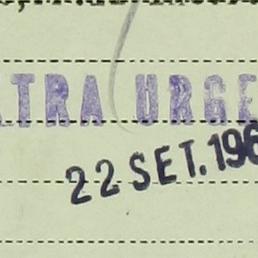 XTRA URGE
22 SET. 196